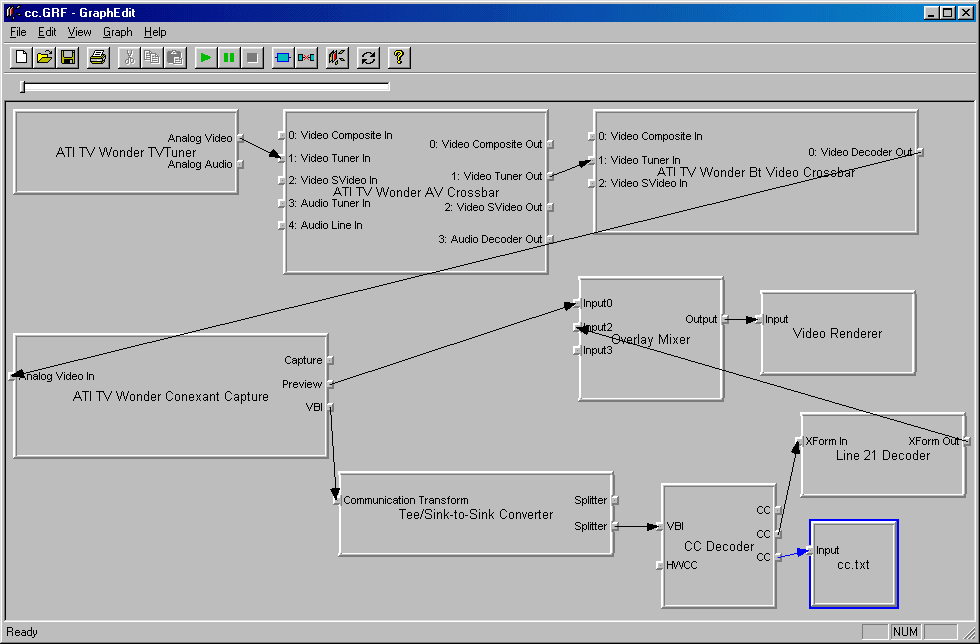 cc.GRF - GraphEdit
File Edit View Graph Help
ATI TV Wonder TVTuner
Analog Video
Analog Audio
ATI TV Wonder AV Crossbar
0: Video Composite In
1: Video Tuner In
2: Video SVideo In
3: Audio Tuner In
4: Audio Line In
0: Video Composite Out
1: Video Tuner Out
2: Video SVideo Out
3: Audio Decoder Out
ATI TV Wonder Bt Video Crossbar
0: Video Composite In
1: Video Tuner In
2: Video SVideo In
0: Video Decoder Out
Input0
Input2
Input3
Overlay Mixer
Output
Input
Video Renderer
Analog Video In
ATI TV Wonder Conexant Capture
Capture
Preview
VBI
XForm In
XForm Out
Line 21 Decoder
Communication Transform
Tee/Sink-to-Sink Converter
Splitter
Splitter
VBI
HWCC
CC Decoder
CC
CC
CC
Input
cc.txt
Ready
NUM